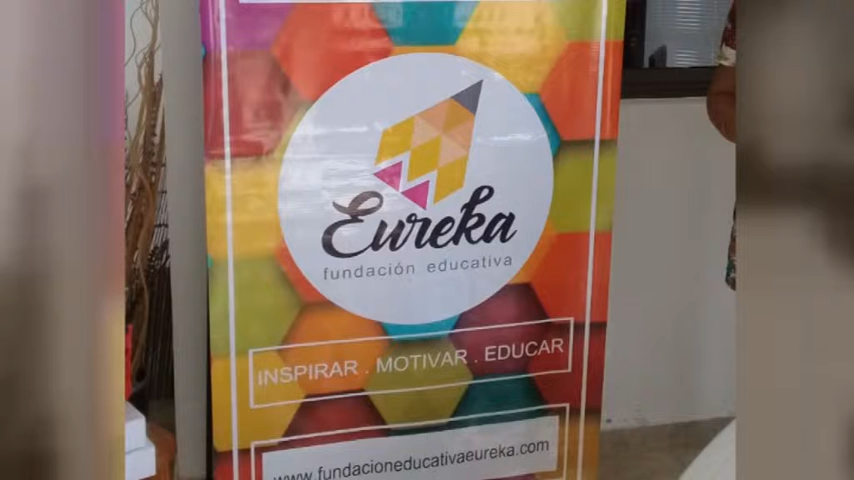 Eureka
fundación educativa
INSPIRAR . MOTIVAR . EDUCAR
www.fundacioneducativaeureka.com